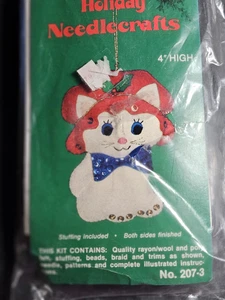 Holiday
Needlecrafts
4" HIGH
Stuffing included • Both sides finished
THIS KIT CONTAINS: Quality rayon/wool and
stuffing, beads, braid and trims as shown,
patterns and complete illustrated
No. 207-3